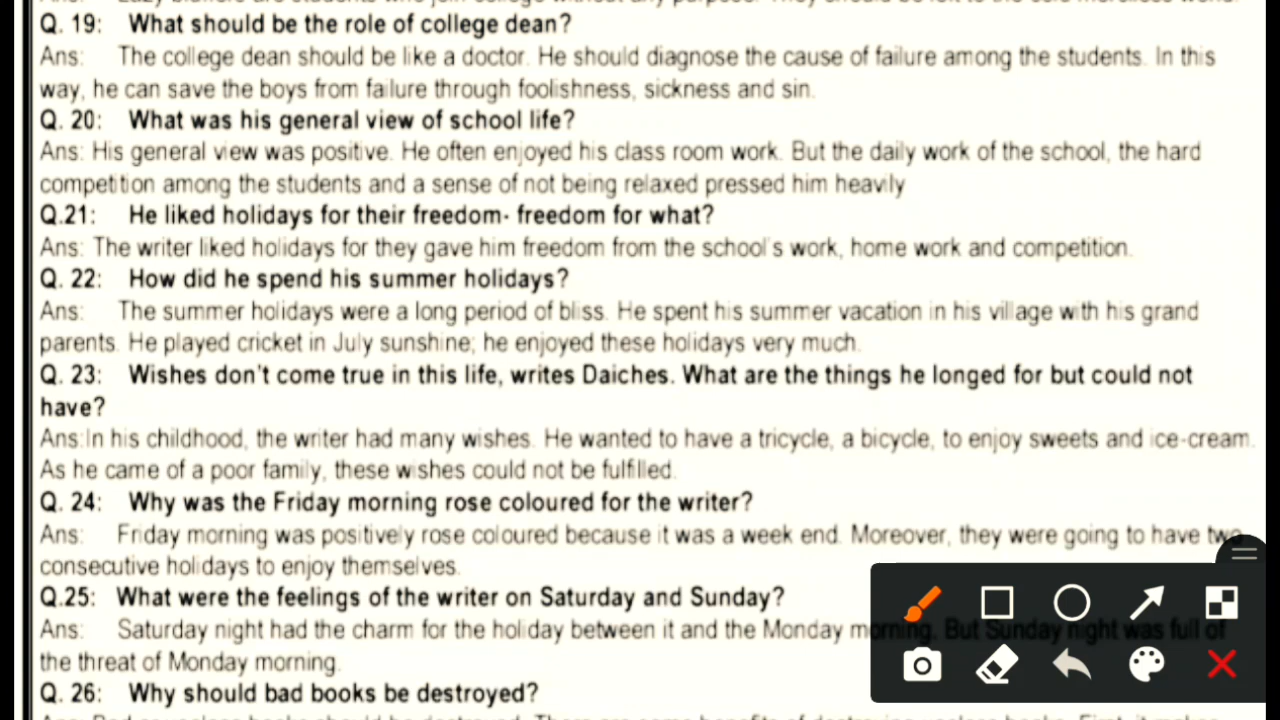 Q. 19: What should be the role of college dean?
Ans: The college dean should be like a doctor. He should diagnose the cause of failure among the students. In this
way, he can save the boys from failure through foolishness, sickness and sin.
Q. 20: What was his general view of school life?
Ans: His general view was positive. He often enjoyed his class room work. But the daily work of the school, the hard
competition among the students and a sense of not being relaxed pressed him heavily
Q.21: He liked holidays for their freedom- freedom for what?
Ans: The writer liked holidays for they gave him freedom from the school's work, home work and competition.
Q. 22: How did he spend his summer holidays?
Ans: The summer holidays were a long period of bliss. He spent his summer vacation in his village with his grand
parents. He played cricket in July sunshine; he enjoyed these holidays very much.
Q. 23: Wishes don't come true in this life, writes Daiches. What are the things he longed for but could not
have?
Ans:In his childhood, the writer had many wishes. He wanted to have a tricycle, a bicycle, to enjoy sweets and ice-cream.
As he came of a poor family, these wishes could not be fulfilled.
Q. 24: Why was the Friday morning rose coloured for the writer?
Ans: Friday morning was positively rose coloured because it was a week end. Moreover, they were going to have two
consecutive holidays to enjoy themselves.
Q.25: What were the feelings of the writer on Saturday and Sunday?
Ans: Saturday night had the charm for the holiday between it and the Monday morning. But Sunday night was full of
the threat of Monday morning.
Q. 26: Why should bad books be destroyed?